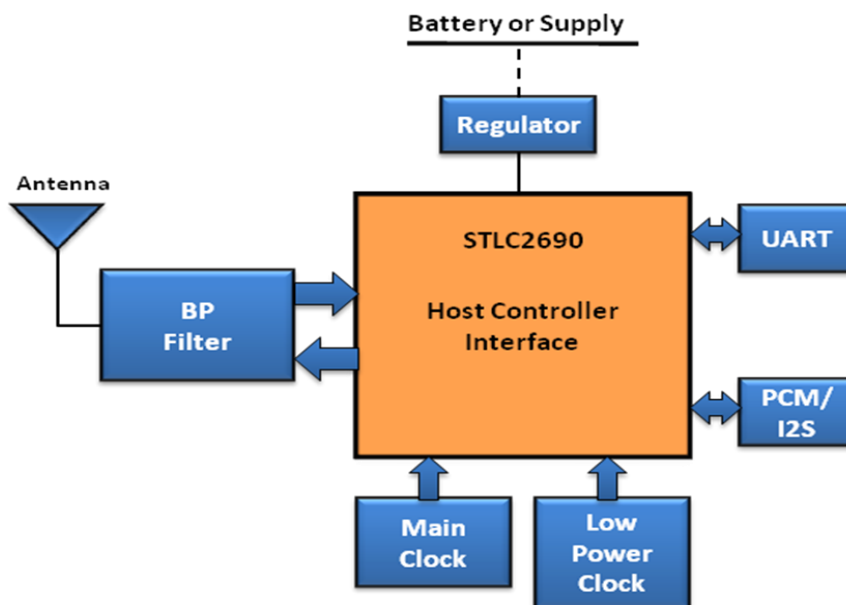 Battery or Supply
Regulator
Antenna
STLC2690
Host Controller
Interface
BP
Filter
UART
PCM/
I2S
Main
Clock
Low
Power
Clock